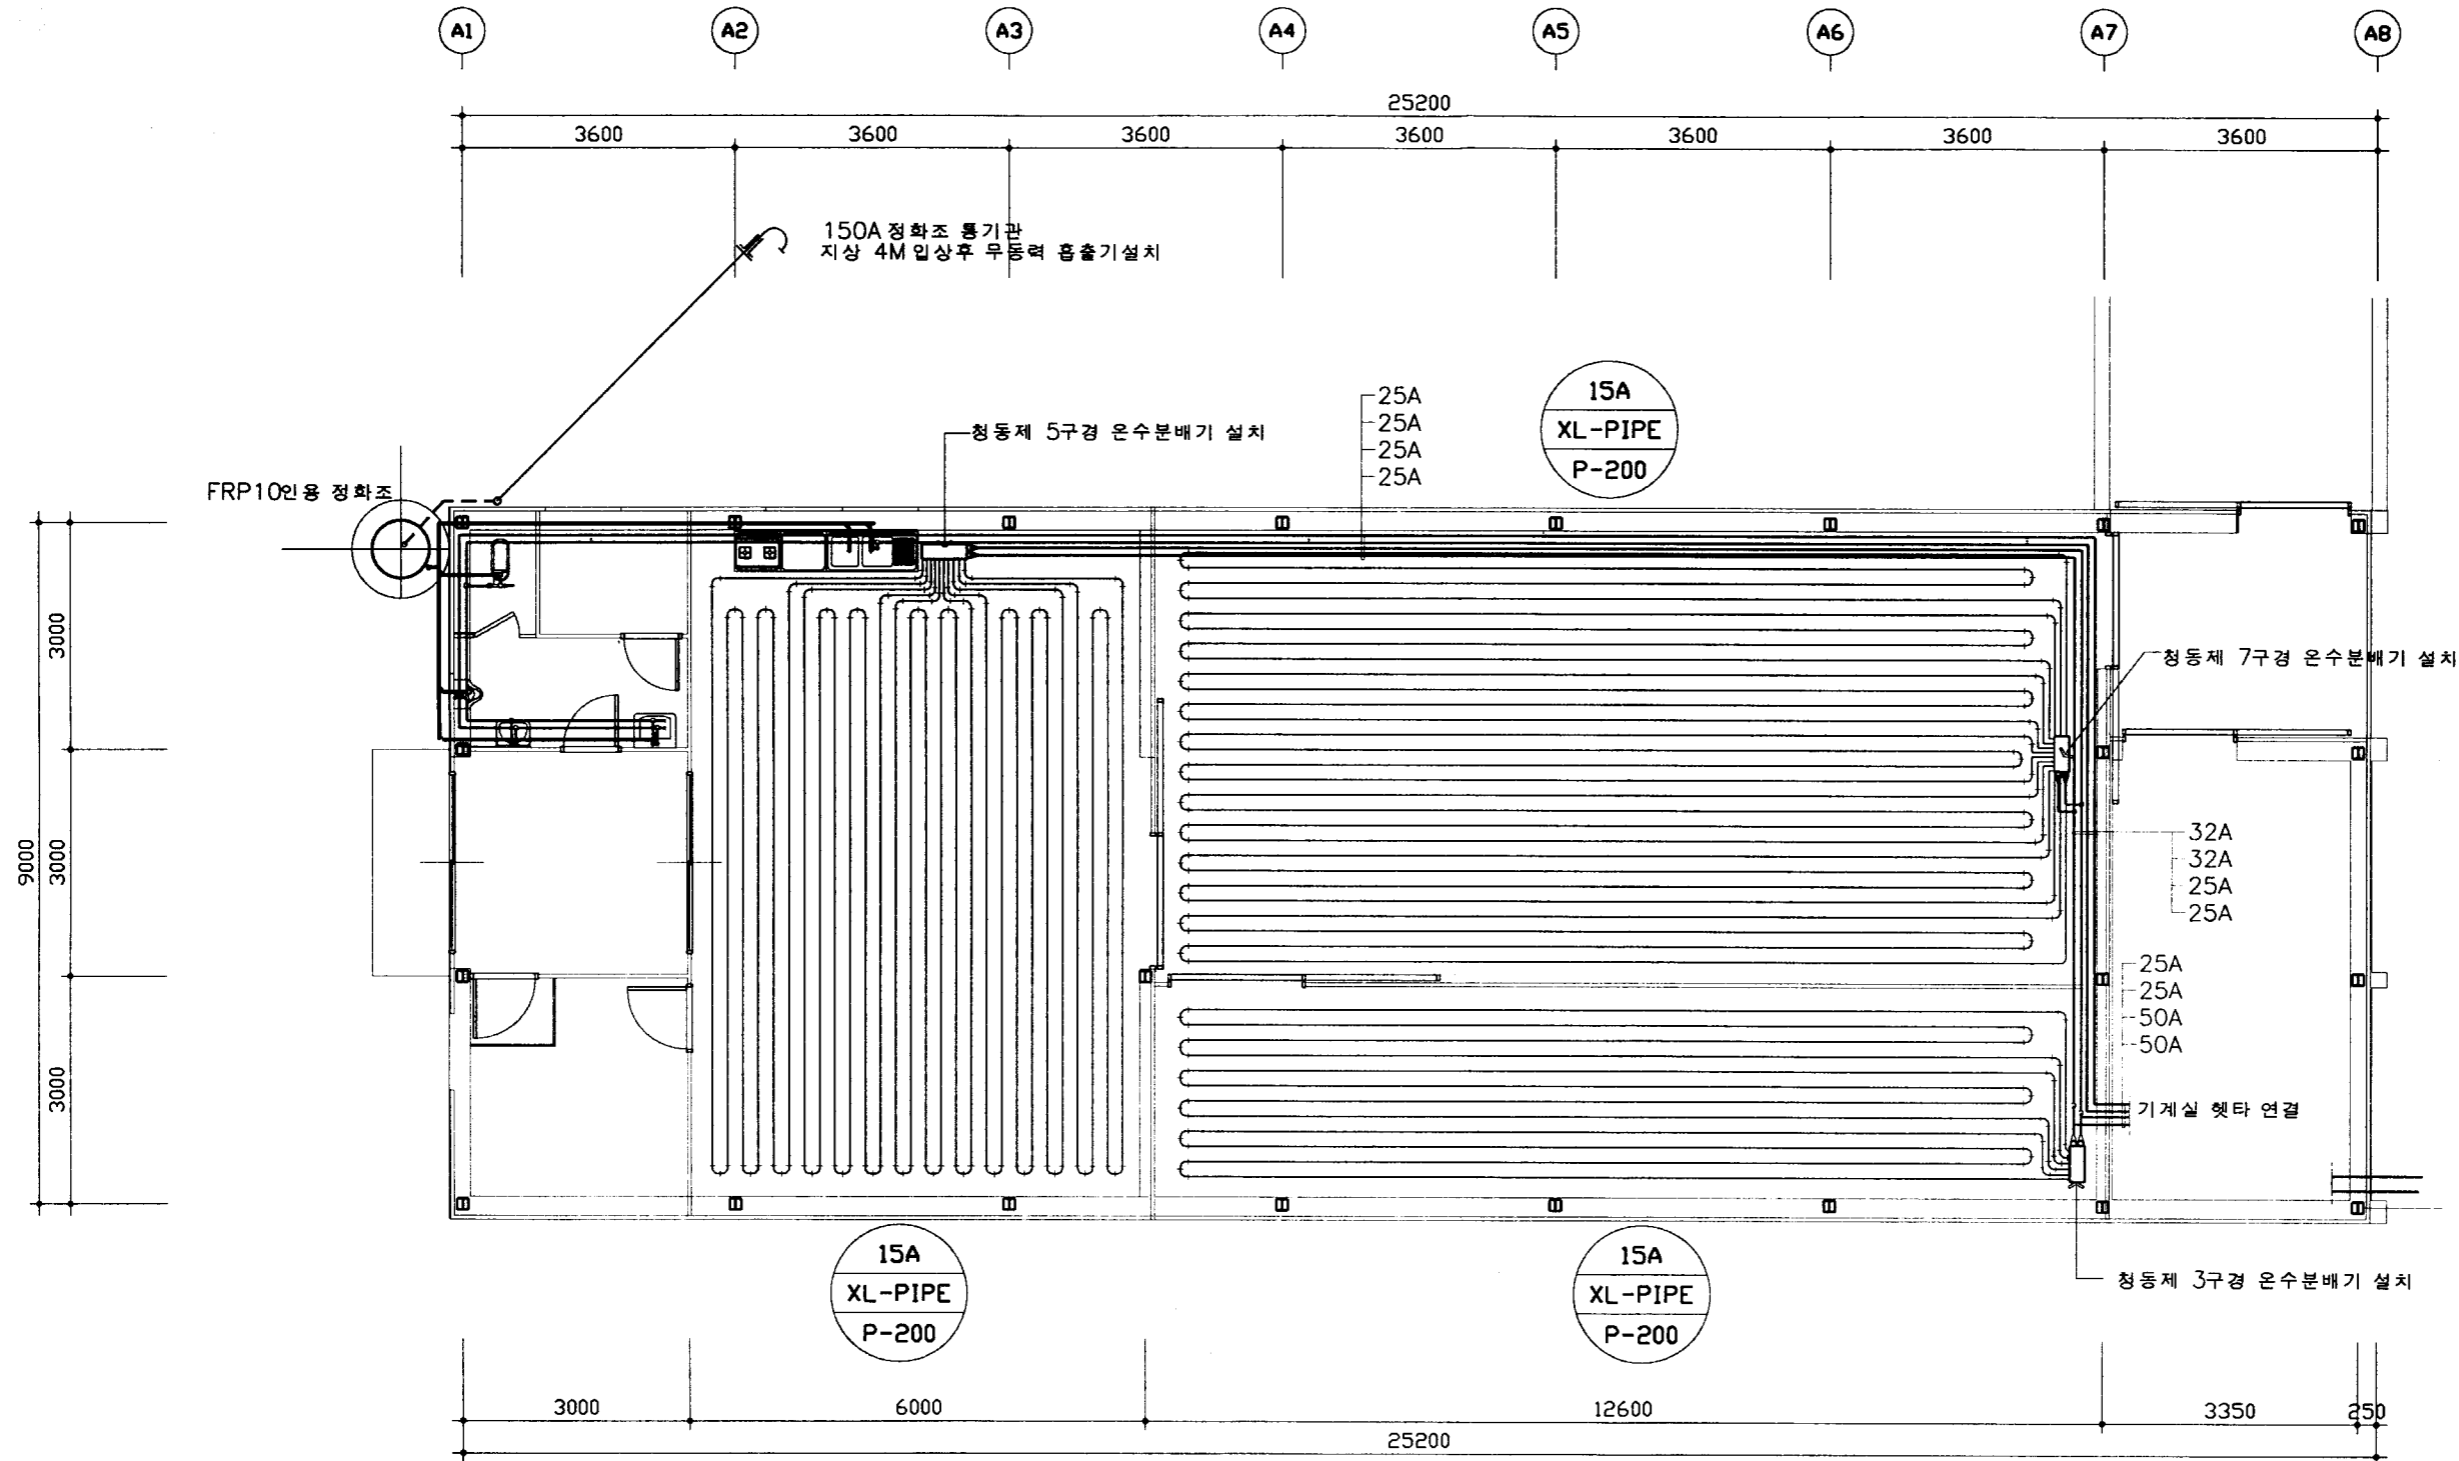 A1
A2
A3
A4
A5
A6
A7
A8
25200
3600
3600
3600
3600
3600
3600
3600
150A 정화조 통기관
지상 4M 입상후 무동력 흡출기설치
25A
25A
25A
25A
15A
XL-PIPE
P-200
청동제 5구경 온수분배기 설치
FRP10인용 정화조
3000
3000
3000
9000
청동제 7구경 온수분배기 설치
32A
32A
25A
25A
25A
25A
50A
50A
기계실 헷타 연결
15A
XL-PIPE
P-200
15A
XL-PIPE
P-200
청동제 3구경 온수분배기 설치
3000
6000
12600
3350
250
25200